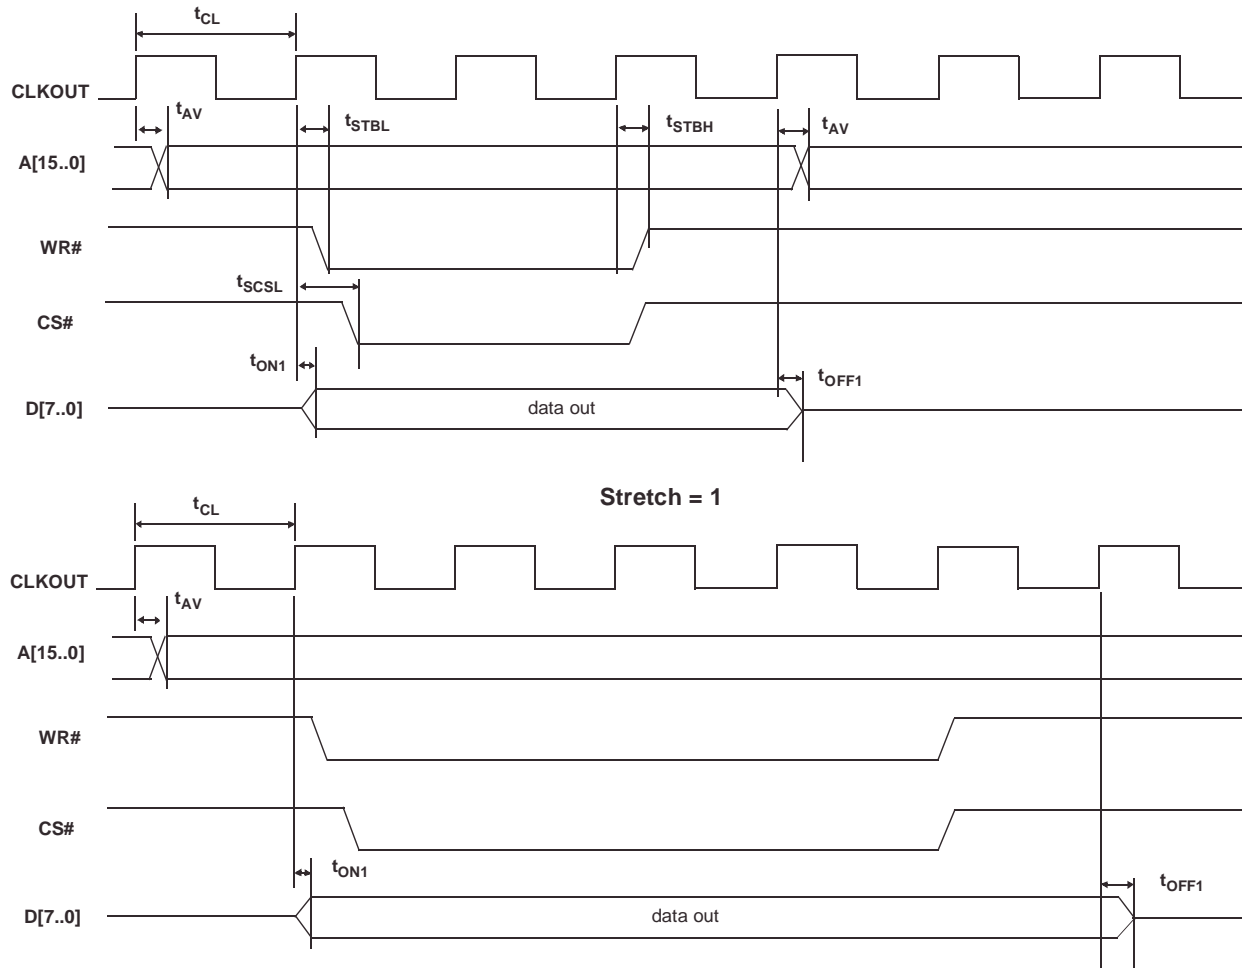 tCL
CLKOUT
tAV
tSTBL
tSTBH
tAV
A[15..0]
WR#
tSCSL
CS#
tON1
tOFF1
D[7..0]
data out
Stretch = 1
tCL
CLKOUT
tAV
A[15..0]
WR#
CS#
tON1
tOFF1
D[7..0]
data out